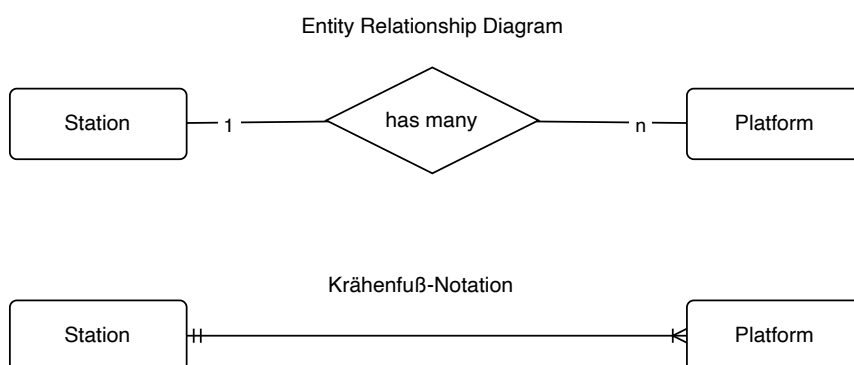 Entity Relationship Diagram
Station
1
has many
n
Platform
Krähenfuß-Notation
Station
Platform